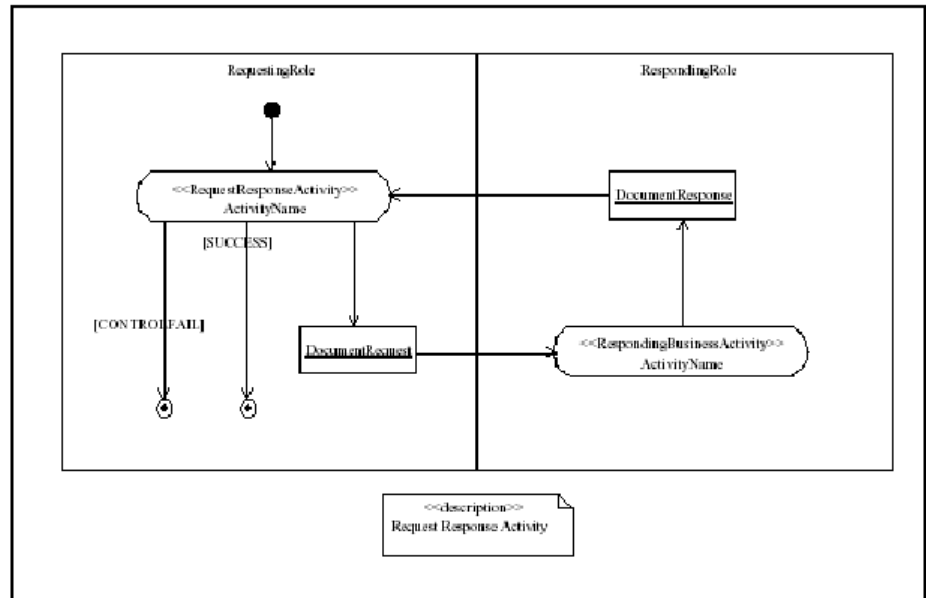 RequestingRole
RespondingRole
<<RequestResponseActivity>>
ActivityName
DocumentResponse
[SUCCESS]
[CONTROLFAIL]
DocumentRequest
<<RespondingBusinessActivity>>
ActivityName
<<description>>
Request Response Activity